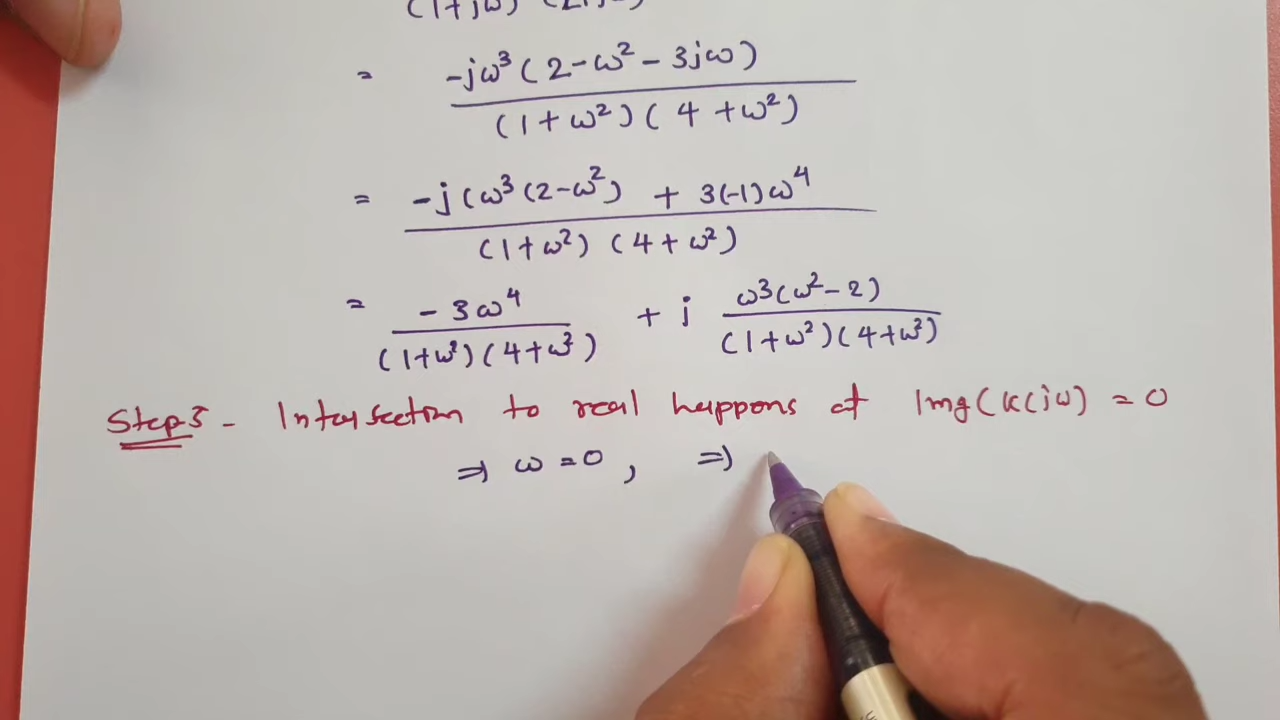 = -jω³(2-ω² - 3jω)
(1+ω²)(4+ω²)
= -j(ω³(2-ω²) + 3(-1)ω⁴
(1+ω²) (4+ω²)
= -3ω⁴ + j ω³(ω²-2)
(1+ω²)(4+ω²) (1+ω²)(4+ω²)
Step 3 - Intersection to real happens at Img(K(jω) = 0
⇒ ω = 0, ⇒